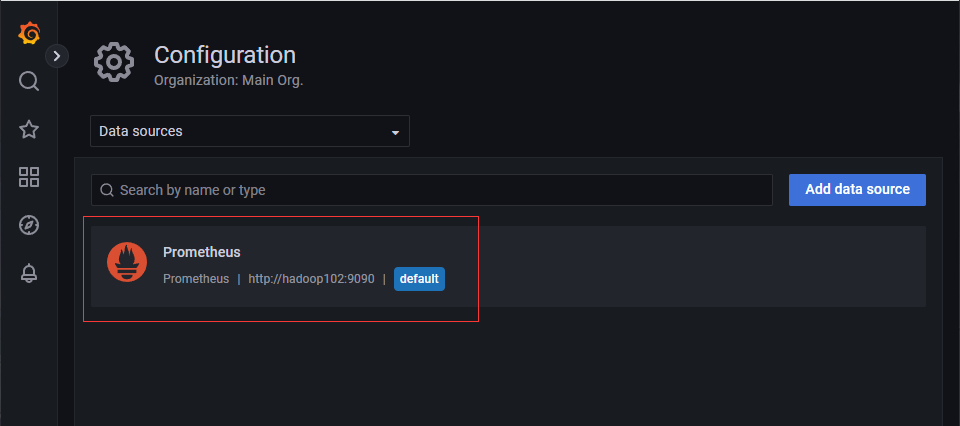 Configuration
Organization: Main Org.
Data sources
Search by name or type
Add data source
Prometheus
Prometheus | http://hadoop102:9090 | default